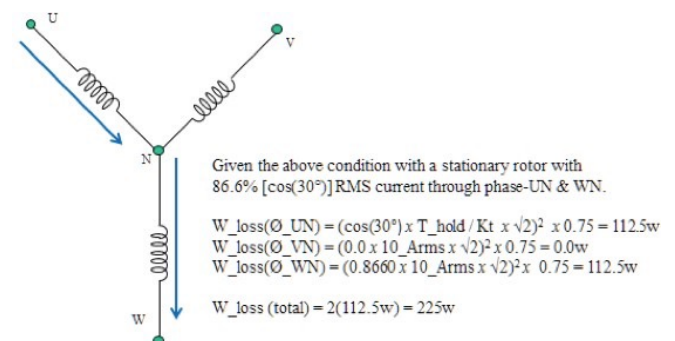 U
V
N
Given the above condition with a stationary rotor with
86.6% [cos(30°)] RMS current through phase-UN & WN.
W_loss(Ø_UN) = (cos(30°) x T_hold / Kt x √2)² x 0.75 = 112.5w
W_loss(Ø_VN) = (0.0 x 10_Arms x √2)² x 0.75 = 0.0w
W_loss(Ø_WN) = (0.8660 x 10_Arms x √2)² x 0.75 = 112.5w
W_loss (total) = 2(112.5w) = 225w
W